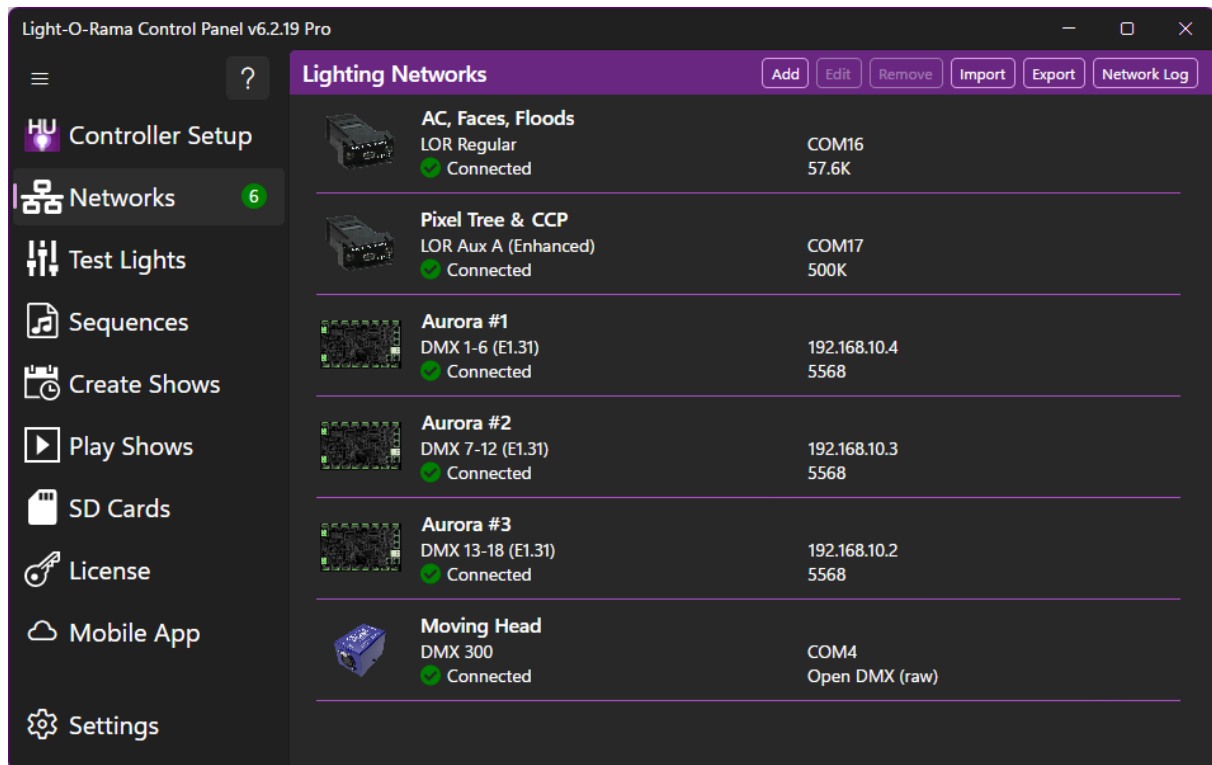 Light-O-Rama Control Panel v6.2.19 Pro
?
HU Controller Setup
Networks 6
Test Lights
Sequences
Create Shows
Play Shows
SD Cards
License
Mobile App
Settings
Lighting Networks Add Edit Remove Import Export Network Log
AC, Faces, Floods
LOR Regular COM16
Connected 57.6K
Pixel Tree & CCP
LOR Aux A (Enhanced) COM17
Connected 500K
Aurora #1
DMX 1-6 (E1.31) 192.168.10.4
Connected 5568
Aurora #2
DMX 7-12 (E1.31) 192.168.10.3
Connected 5568
Aurora #3
DMX 13-18 (E1.31) 192.168.10.2
Connected 5568
Moving Head
DMX 300 COM4
Connected Open DMX (raw)